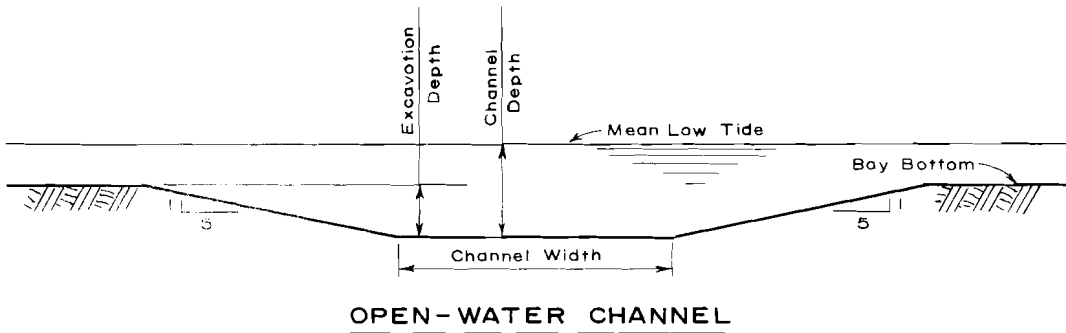 Excavation
Depth
Channel
Depth
Mean Low Tide
Bay Bottom
1
5
5
1
Channel Width
OPEN-WATER CHANNEL